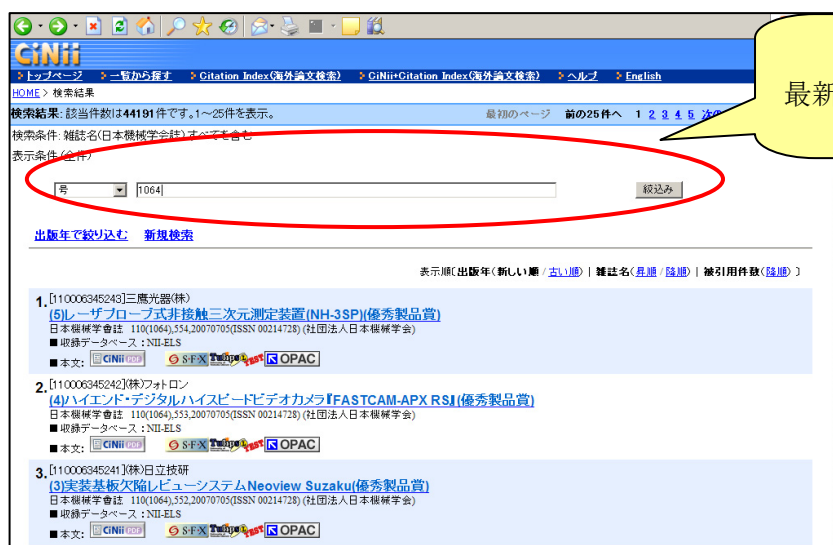 CiNii
トップページ 一覧から探す Citation Index(海外論文検索) CiNii+Citation Index(海外論文検索) ヘルプ English
HOME > 検索結果
検索結果: 該当件数は44191件です。1～25件を表示。 最初のページ 前の25件へ 1 2 3 4 5
最新
検索条件: 雑誌名(日本機械学会誌) すべてを含む
表示条件(全件)
号 1064 絞込み
出版年で絞り込む 新規検索
表示順〔出版年(新しい順 / 古い順) | 雑誌名(昇順 / 降順) | 被引用件数(降順) 〕
1. [110006345243]三鷹光器(株)
(5)レーザプローブ式非接触三次元測定装置(NH-3SP)(優秀製品賞)
日本機械学會誌 110(1064),554,20070705(ISSN 00214728) (社団法人日本機械学会)
■ 収録データベース : NII-ELS
■ 本文: CiNii PDF S·F·X OPAC
2. [110006345242](株)フォトロン
(4)ハイエンド・デジタルハイスピードビデオカメラ『FASTCAM-APX RS』(優秀製品賞)
日本機械学會誌 110(1064),553,20070705(ISSN 00214728) (社団法人日本機械学会)
■ 収録データベース : NII-ELS
■ 本文: CiNii PDF S·F·X OPAC
3. [110006345241](株)日立技研
(3)実装基板欠陥レビューシステムNeoview Suzaku(優秀製品賞)
日本機械学會誌 110(1064),552,20070705(ISSN 00214728) (社団法人日本機械学会)
■ 収録データベース : NII-ELS
■ 本文: CiNii PDF S·F·X OPAC